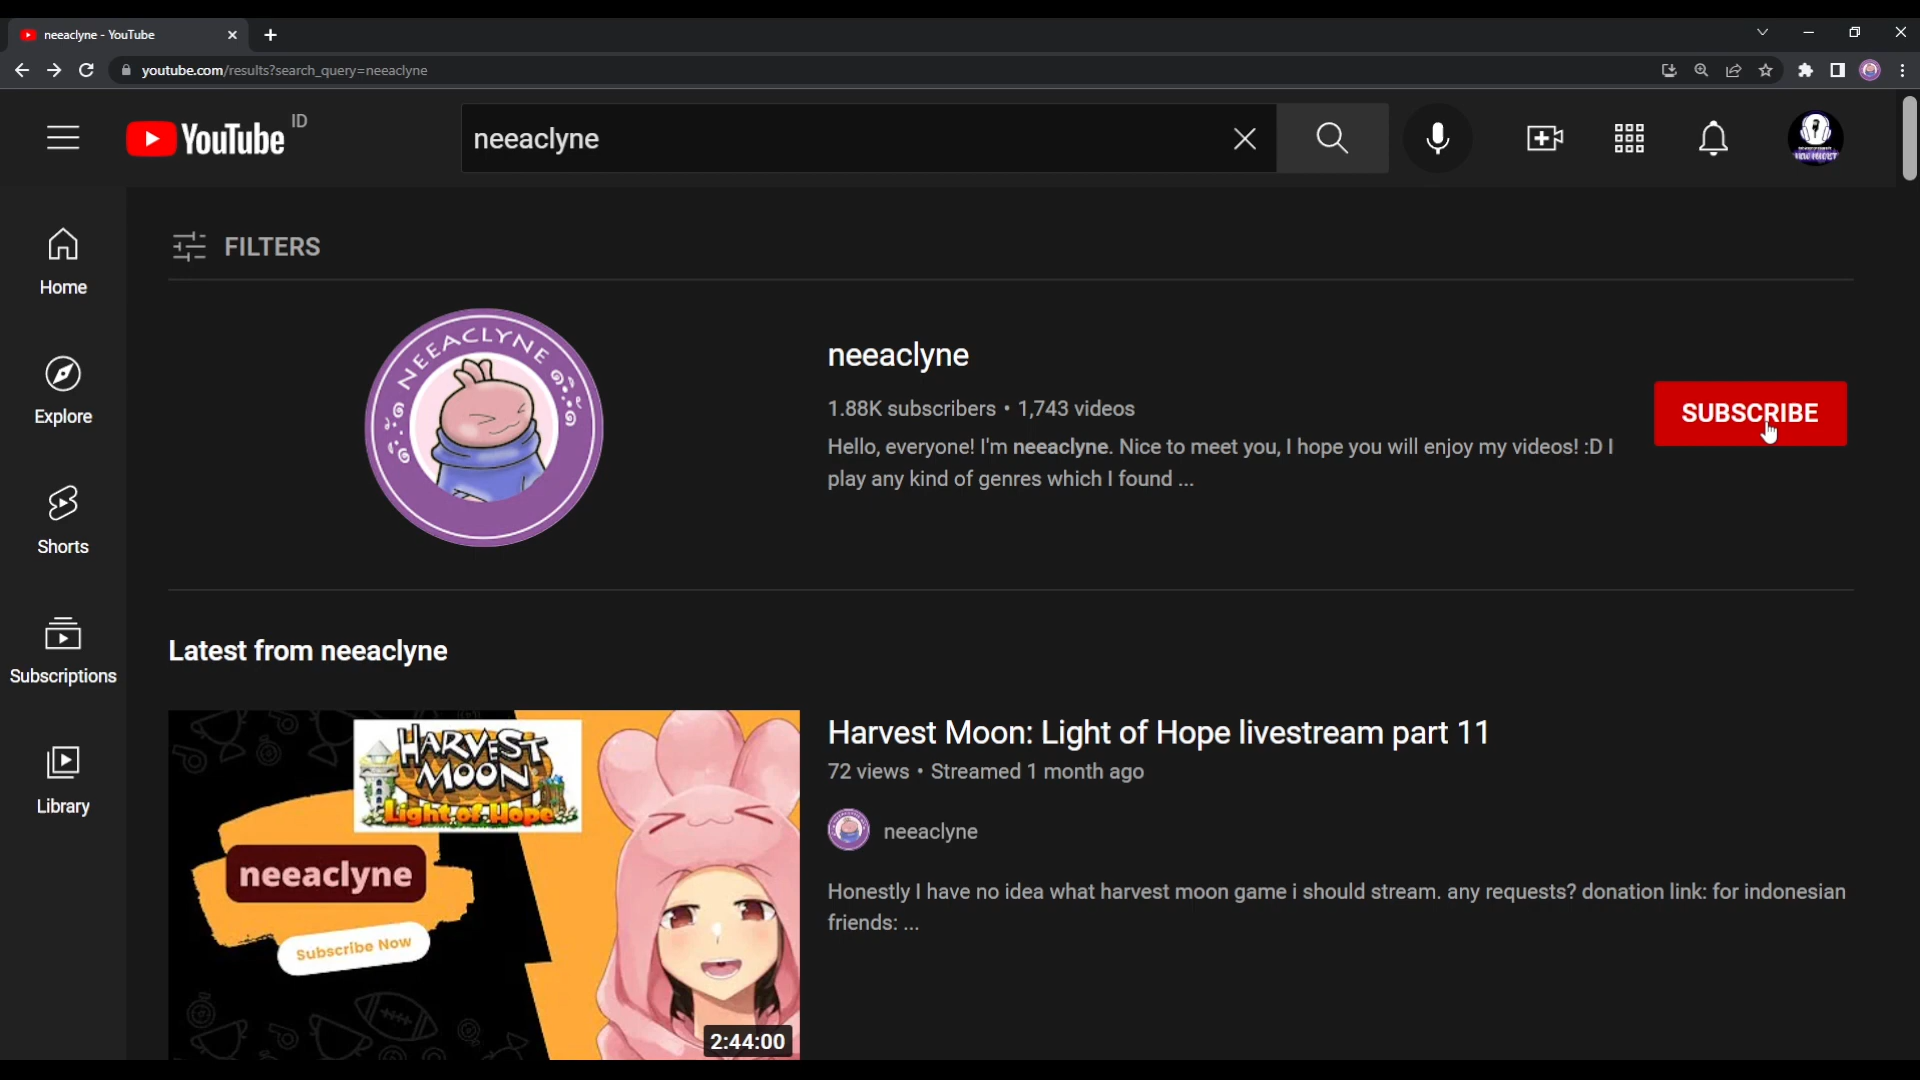 neeaclyne - YouTube
youtube.com/results?search_query=neeaclyne
YouTube ID
neeaclyne
FILTERS
Home
Explore
Shorts
Subscriptions
Library
NEEACLYNE
neeaclyne
1.88K subscribers • 1,743 videos
Hello, everyone! I'm neeaclyne. Nice to meet you, I hope you will enjoy my videos! :D I
play any kind of genres which I found ...
SUBSCRIBE
Latest from neeaclyne
HARVEST
MOON
Light of Hope
neeaclyne
Subscribe Now
2:44:00
Harvest Moon: Light of Hope livestream part 11
72 views • Streamed 1 month ago
neeaclyne
Honestly I have no idea what harvest moon game i should stream. any requests? donation link: for indonesian
friends: ...